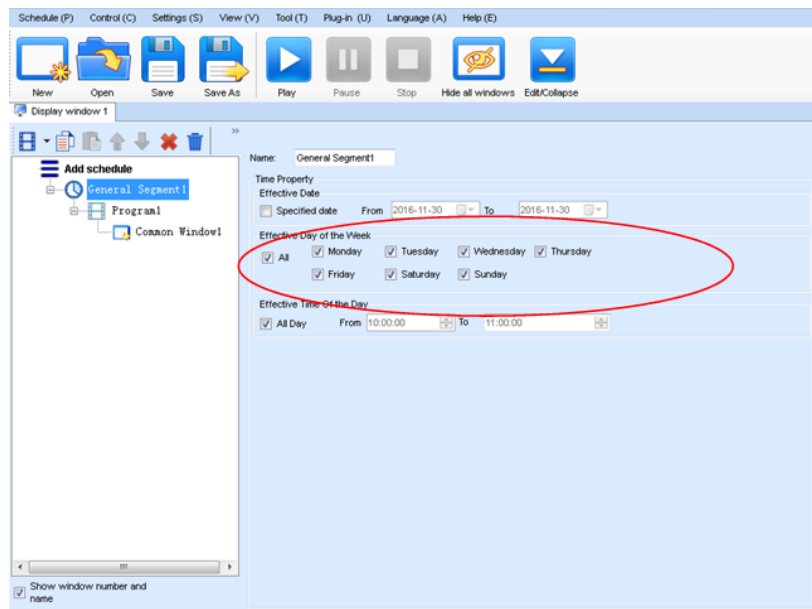 Schedule (P) Control (C) Settings (S) View (V) Tool (T) Plug-in (U) Language (A) Help (E)
New Open Save Save As Play Pause Stop Hide all windows Edit/Collapse
Display window 1
»
Add schedule
General Segment1
Program1
Common Window1
Show window number and
name
Name: General Segment1
Time Property
Effective Date
Specified date From 2016-11-30 To 2016-11-30
Effective Day of the Week
All Monday Tuesday Wednesday Thursday
Friday Saturday Sunday
Effective Time Of the Day
All Day From 10:00:00 To 11:00:00